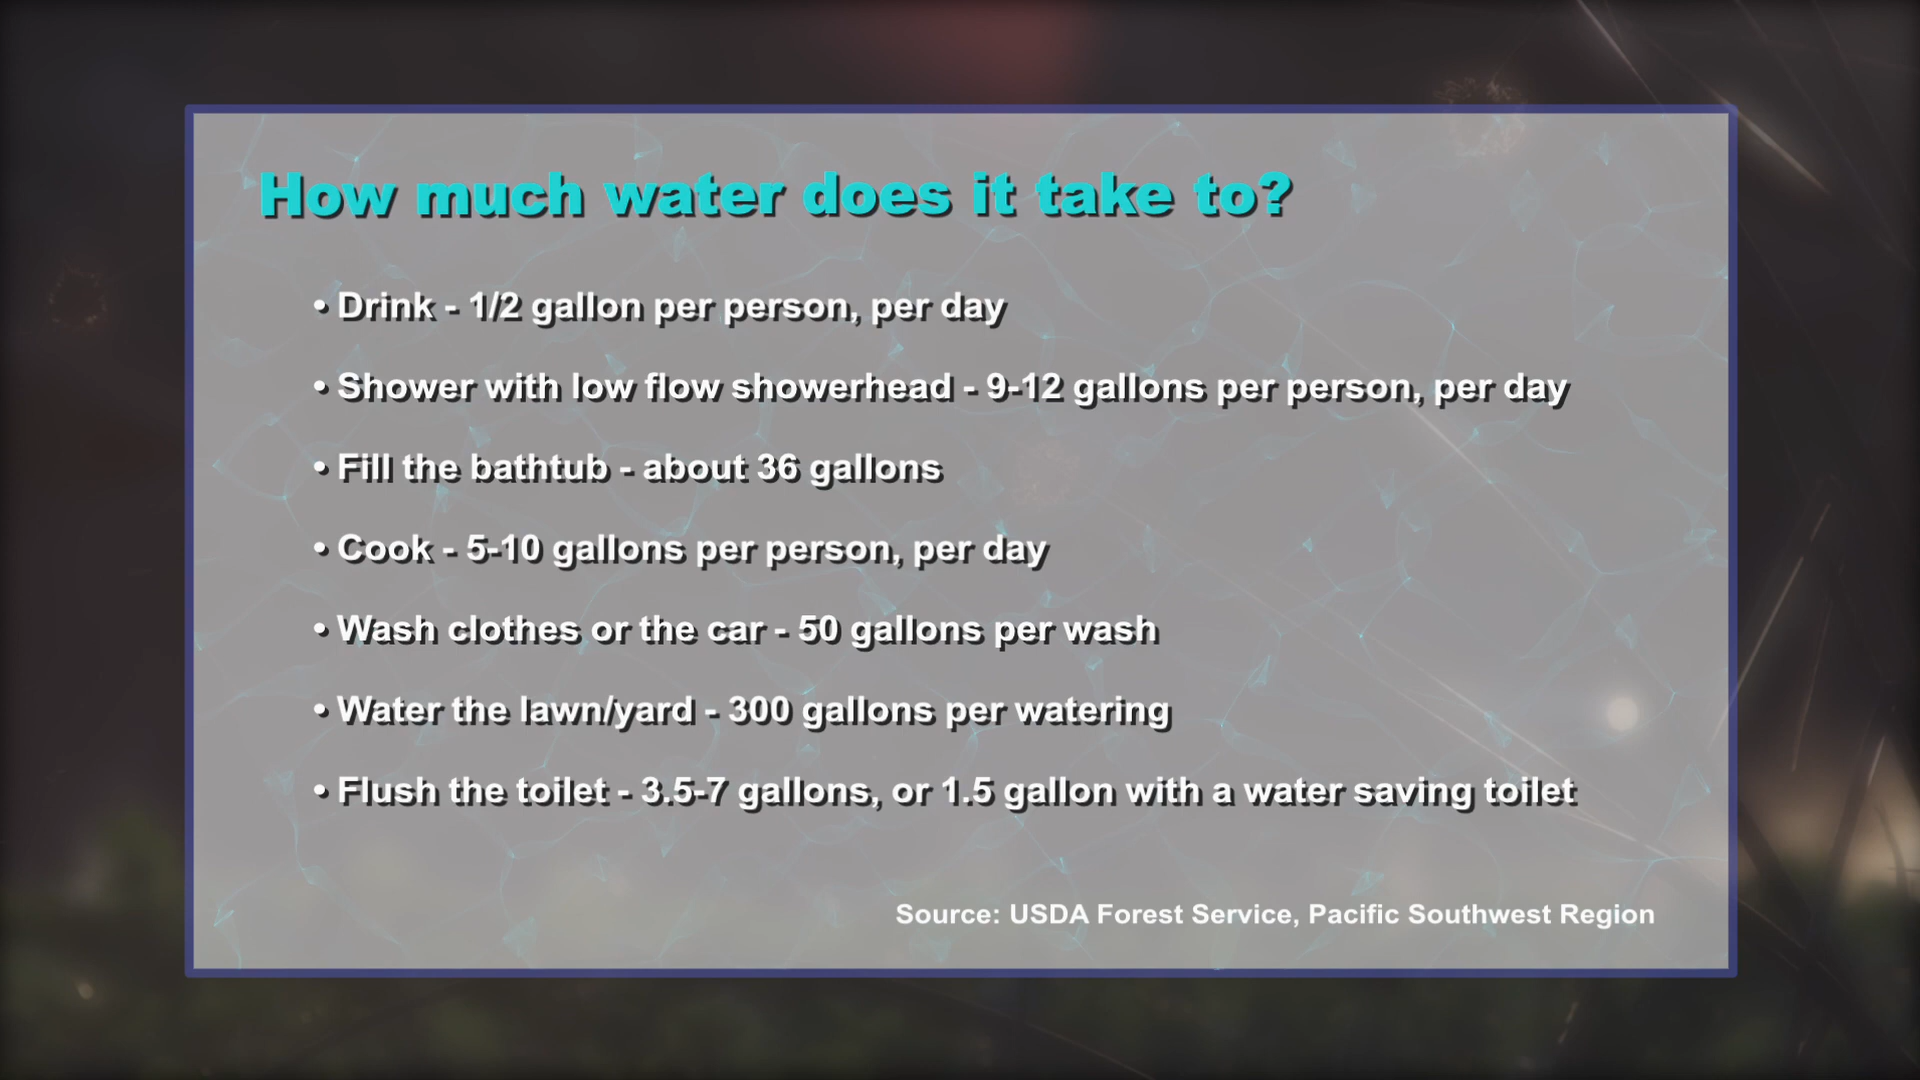 How much water does it take to?
• Drink - 1/2 gallon per person, per day
• Shower with low flow showerhead - 9-12 gallons per person, per day
• Fill the bathtub - about 36 gallons
• Cook - 5-10 gallons per person, per day
• Wash clothes or the car - 50 gallons per wash
• Water the lawn/yard - 300 gallons per watering
• Flush the toilet - 3.5-7 gallons, or 1.5 gallon with a water saving toilet
Source: USDA Forest Service, Pacific Southwest Region